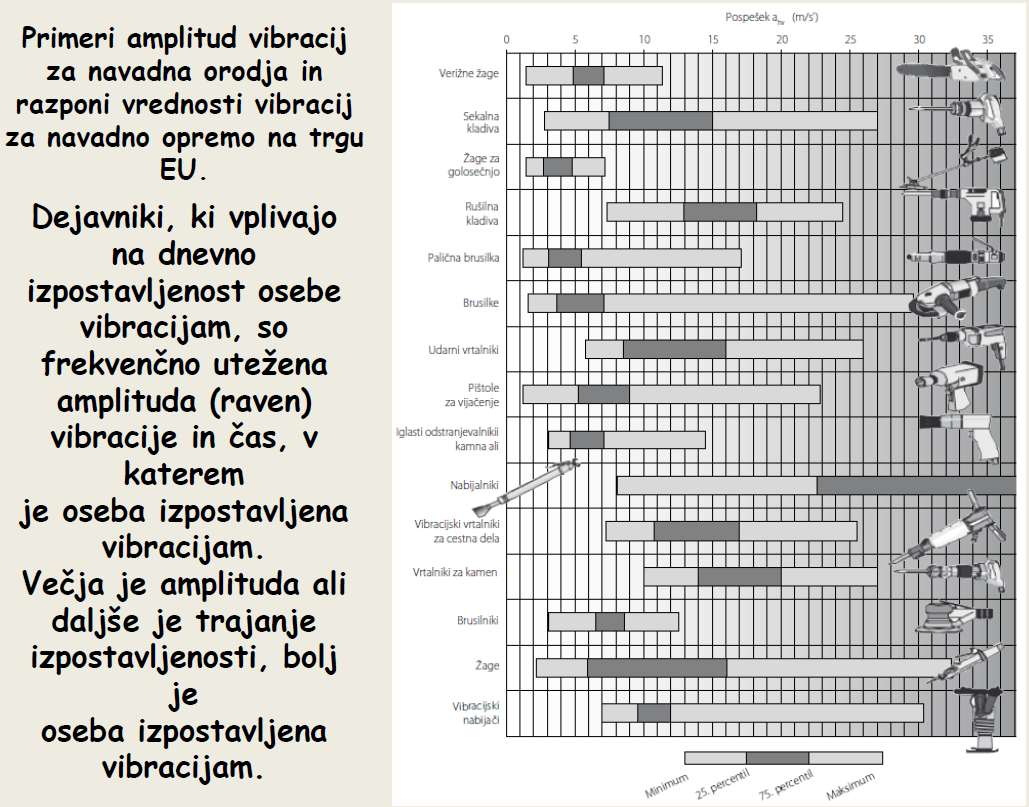 Primeri amplitud vibracij
za navadna orodja in
razponi vrednosti vibracij
za navadno opremo na trgu
EU.
Dejavniki, ki vplivajo
na dnevno
izpostavljenost osebe
vibracijam, so
frekvenčno utežena
amplituda (raven)
vibracije in čas, v
katerem
je oseba izpostavljena
vibracijam.
Večja je amplituda ali
daljše je trajanje
izpostavljenosti, bolj
je
oseba izpostavljena
vibracijam.
Pospešek ahv (m/s²)
0 5 10 15 20 25 30 35
Verižne žage
Sekalna
kladiva
Žage za
golosečnjo
Rušilna
kladiva
Palična brusilka
Brusilke
Udarni vrtalniki
Pištole
za vijačenje
Iglasti odstranjevalnikii
kamna ali
Nabijalniki
Vibracijski vrtalniki
za cestna dela
Vrtalniki za kamen
Brusilniki
Žage
Vibracijski
nabijači
Minimum 25. percentil 75. percentil Maksimum